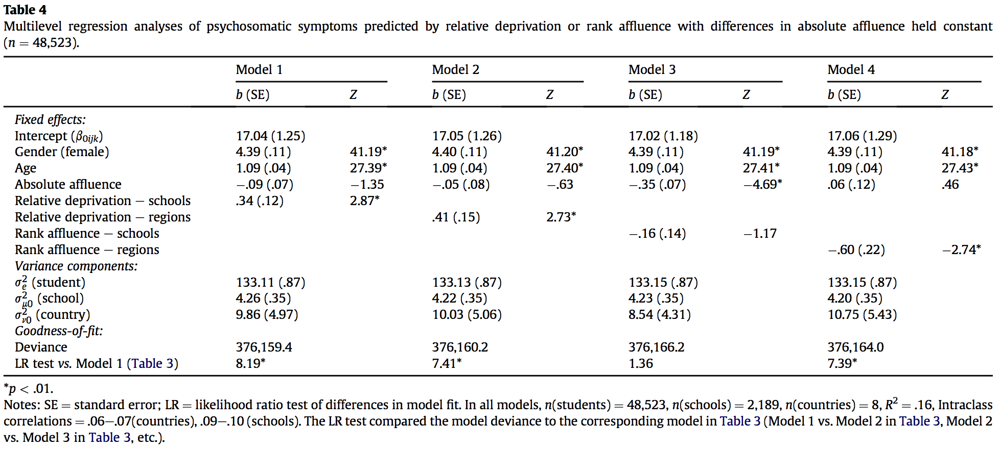 Table 4
Multilevel regression analyses of psychosomatic symptoms predicted by relative deprivation or rank affluence with differences in absolute affluence held constant
(n = 48,523).
Model 1 Model 2 Model 3 Model 4
b (SE) Z b (SE) Z b (SE) Z b (SE) Z
Fixed effects:
Intercept (β0ijk) 17.04 (1.25) 17.05 (1.26) 17.02 (1.18) 17.06 (1.29)
Gender (female) 4.39 (.11) 41.19* 4.40 (.11) 41.20* 4.39 (.11) 41.19* 4.39 (.11) 41.18*
Age 1.09 (.04) 27.39* 1.09 (.04) 27.40* 1.09 (.04) 27.41* 1.09 (.04) 27.43*
Absolute affluence −.09 (.07) −1.35 −.05 (.08) −.63 −.35 (.07) −4.69* .06 (.12) .46
Relative deprivation − schools .34 (.12) 2.87*
Relative deprivation − regions .41 (.15) 2.73*
Rank affluence − schools −.16 (.14) −1.17
Rank affluence − regions −.60 (.22) −2.74*
Variance components:
σ²e (student) 133.11 (.87) 133.13 (.87) 133.15 (.87) 133.15 (.87)
σ²μ0 (school) 4.26 (.35) 4.22 (.35) 4.23 (.35) 4.20 (.35)
σ²ν0 (country) 9.86 (4.97) 10.03 (5.06) 8.54 (4.31) 10.75 (5.43)
Goodness-of-fit:
Deviance 376,159.4 376,160.2 376,166.2 376,164.0
LR test vs. Model 1 (Table 3) 8.19* 7.41* 1.36 7.39*
*p < .01.
Notes: SE = standard error; LR = likelihood ratio test of differences in model fit. In all models, n(students) = 48,523, n(schools) = 2,189, n(countries) = 8, R² = .16, Intraclass
correlations = .06−.07(countries), .09−.10 (schools). The LR test compared the model deviance to the corresponding model in Table 3 (Model 1 vs. Model 2 in Table 3, Model 2
vs. Model 3 in Table 3, etc.).